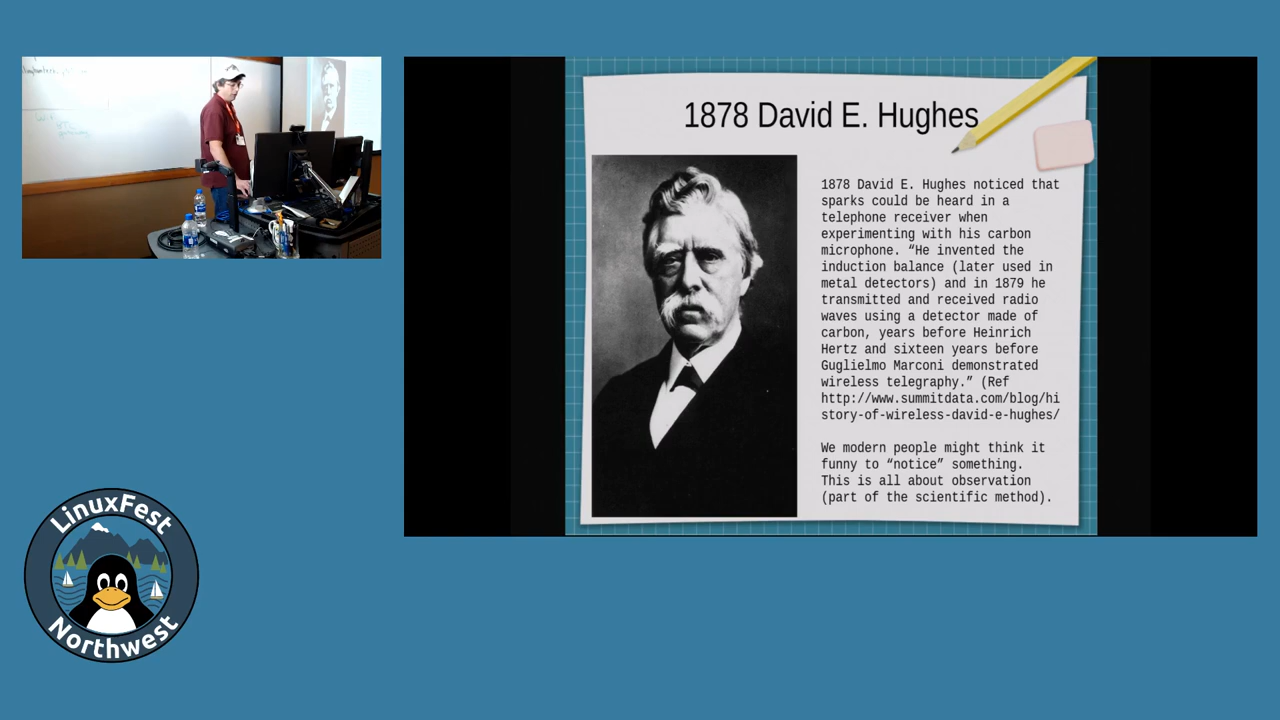 1878 David E. Hughes
1878 David E. Hughes noticed that
sparks could be heard in a
telephone receiver when
experimenting with his carbon
microphone. “He invented the
induction balance (later used in
metal detectors) and in 1879 he
transmitted and received radio
waves using a detector made of
carbon, years before Heinrich
Hertz and sixteen years before
Guglielmo Marconi demonstrated
wireless telegraphy.” (Ref
http://www.summitdata.com/blog/hi
story-of-wireless-david-e-hughes/
We modern people might think it
funny to “notice” something.
This is all about observation
(part of the scientific method).
LinuxFest
Northwest